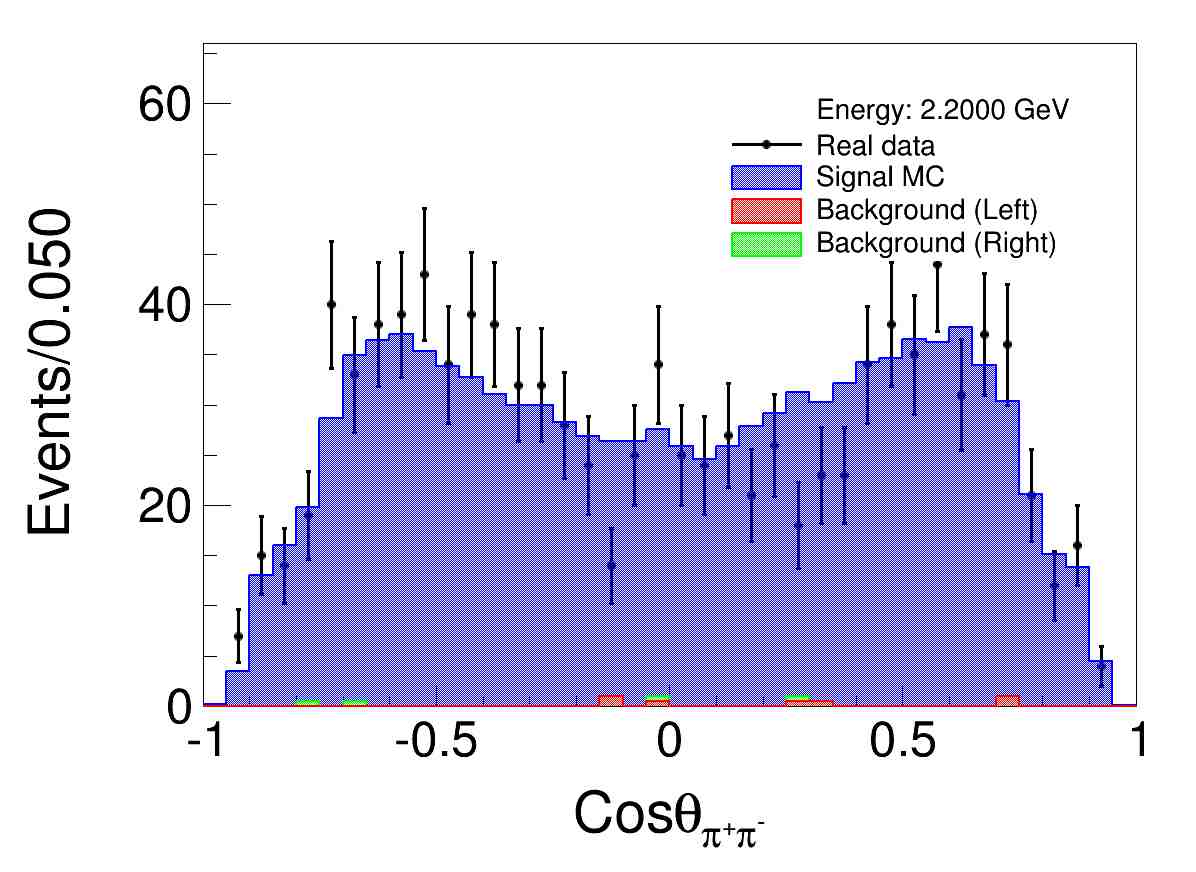 Energy: 2.2000 GeV
Real data
Signal MC
Background (Left)
Background (Right)
Events/0.050
60
40
20
0
-1 -0.5 0 0.5 1
Cosθπ⁺π⁻